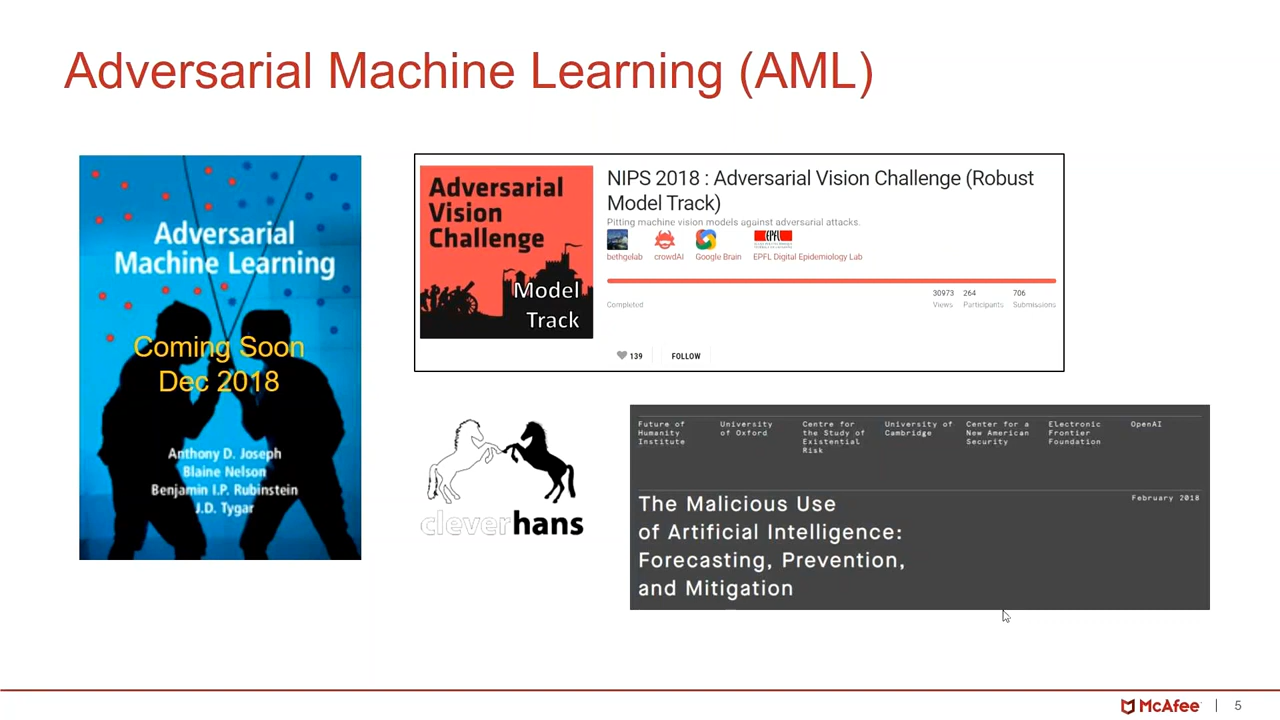 Adversarial Machine Learning (AML)
Adversarial
Machine Learning
Coming Soon
Dec 2018
Anthony D. Joseph
Blaine Nelson
Benjamin I.P. Rubinstein
J.D. Tygar
Adversarial
Vision
Challenge
Model
Track
NIPS 2018 : Adversarial Vision Challenge (Robust
Model Track)
Pitting machine vision models against adversarial attacks.
bethgelab crowdAI Google Brain EPFL Digital Epidemiology Lab
30973 264 706
Completed Views Participants Submissions
139 FOLLOW
cleverhans
Future of
Humanity
Institute
University
of Oxford
Centre for
the Study of
Existential
Risk
University of
Cambridge
Center for a
New American
Security
Electronic
Frontier
Foundation
OpenAI
February 2018
The Malicious Use
of Artificial Intelligence:
Forecasting, Prevention,
and Mitigation
McAfee | 5